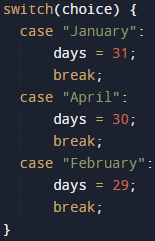 switch(choice) {
case "January":
days = 31;
break;
case "April":
days = 30;
break;
case "February":
days = 29;
break;
}